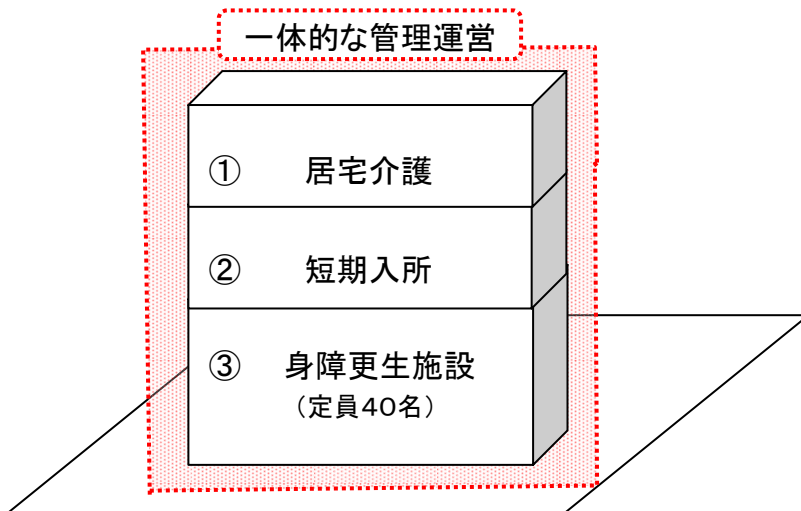 一体的な管理運営
① 居宅介護
② 短期入所
③ 身障更生施設
（定員４０名）